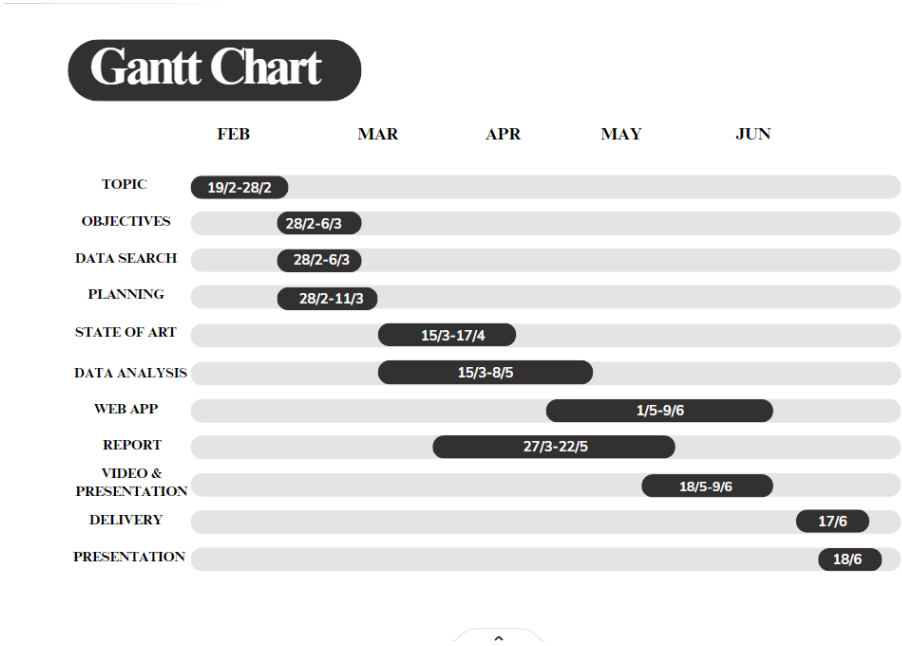 Gantt Chart
FEB MAR APR MAY JUN
TOPIC 19/2-28/2
OBJECTIVES 28/2-6/3
DATA SEARCH 28/2-6/3
PLANNING 28/2-11/3
STATE OF ART 15/3-17/4
DATA ANALYSIS 15/3-8/5
WEB APP 1/5-9/6
REPORT 27/3-22/5
VIDEO &
PRESENTATION 18/5-9/6
DELIVERY 17/6
PRESENTATION 18/6